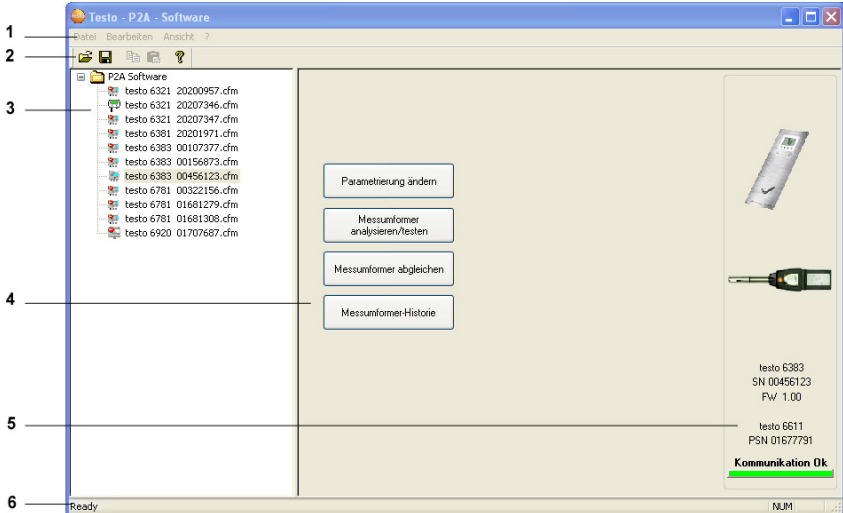 Testo - P2A - Software
1
Datei Bearbeiten Ansicht ?
2
P2A Software
testo 6321 20200957.cfm
3
testo 6321 20207346.cfm
testo 6321 20207347.cfm
testo 6381 20201971.cfm
testo 6383 00107377.cfm
testo 6383 00156873.cfm
testo 6383 00456123.cfm
testo 6781 00322156.cfm
testo 6781 01681279.cfm
testo 6781 01681308.cfm
testo 6920 01707687.cfm
Parametrierung ändern
Messumformer
analysieren/testen
Messumformer abgleichen
4
Messumformer-Historie
testo 6383
SN 00456123
FW 1.00
5
testo 6611
PSN 01677791
Kommunikation Ok
6
Ready
NUM